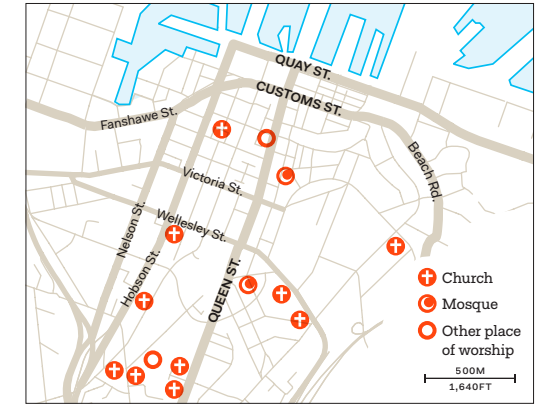 QUAY ST.
CUSTOMS ST.
Fanshawe St.
Beach Rd.
Victoria St.
Nelson St.
Wellesley St.
Hobson St.
QUEEN ST.
Church
Mosque
Other place
of worship
500M
1,640FT